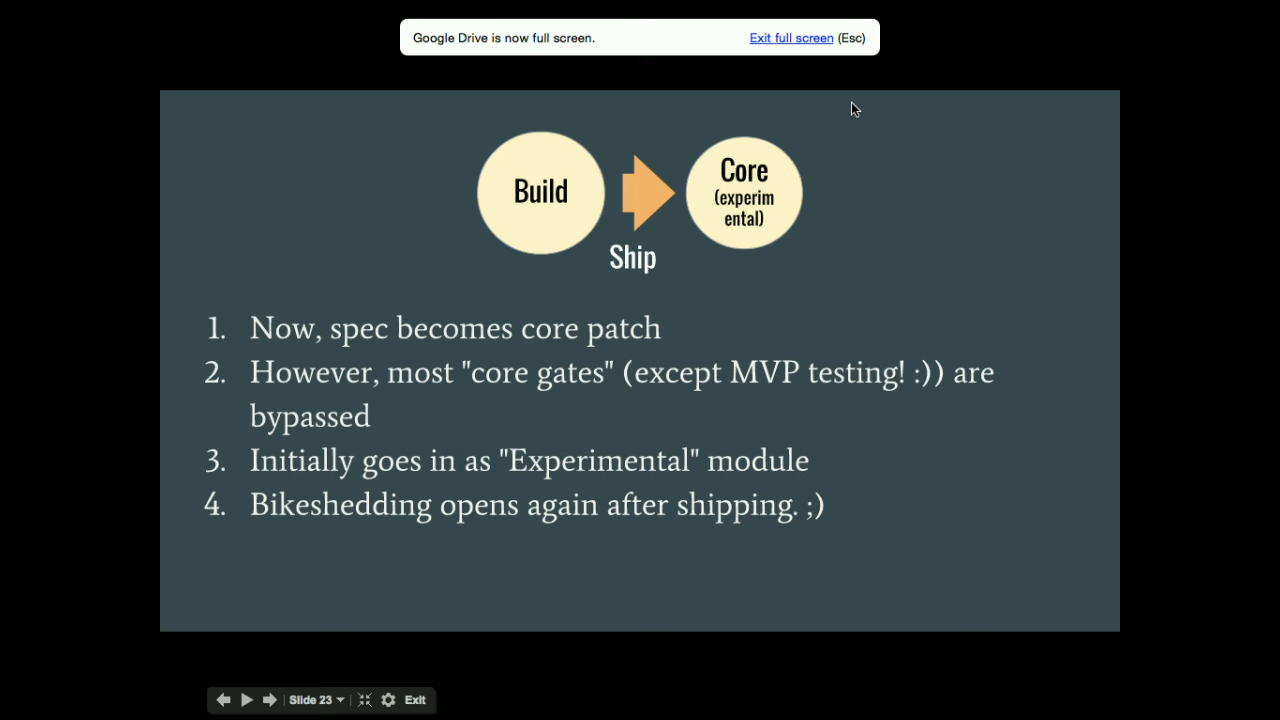 Google Drive is now full screen. Exit full screen (Esc)
Build
Core
(experim
ental)
Ship
1. Now, spec becomes core patch
2. However, most "core gates" (except MVP testing! :)) are
bypassed
3. Initially goes in as "Experimental" module
4. Bikeshedding opens again after shipping. ;)
Slide 23 Exit